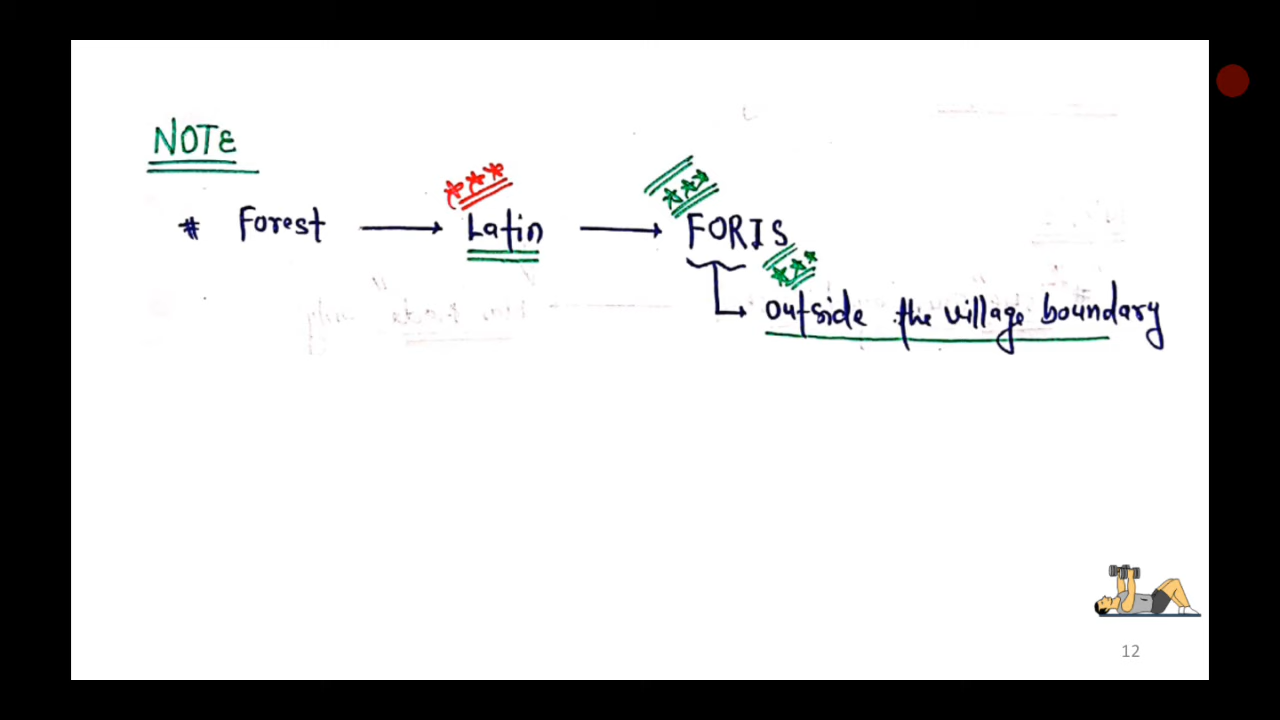 NOTE
# Forest → Latin → FORIS
outside the village boundary
12